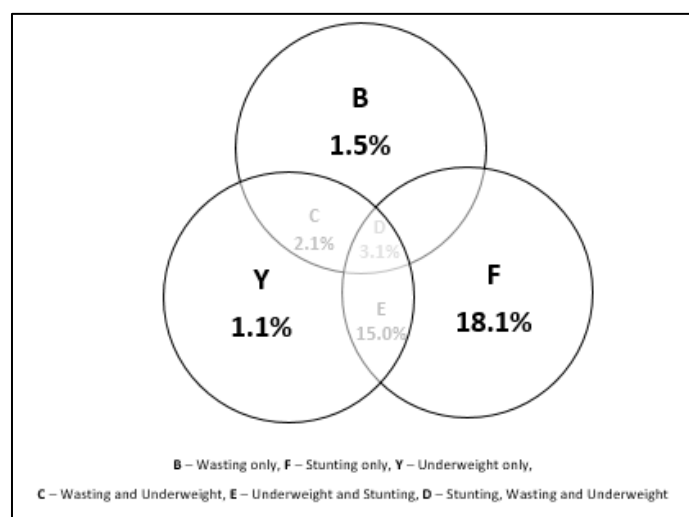 B
1.5%
C
2.1%
D
3.1%
Y
1.1%
E
15.0%
F
18.1%
B – Wasting only, F – Stunting only, Y – Underweight only,
C – Wasting and Underweight, E – Underweight and Stunting, D – Stunting, Wasting and Underweight